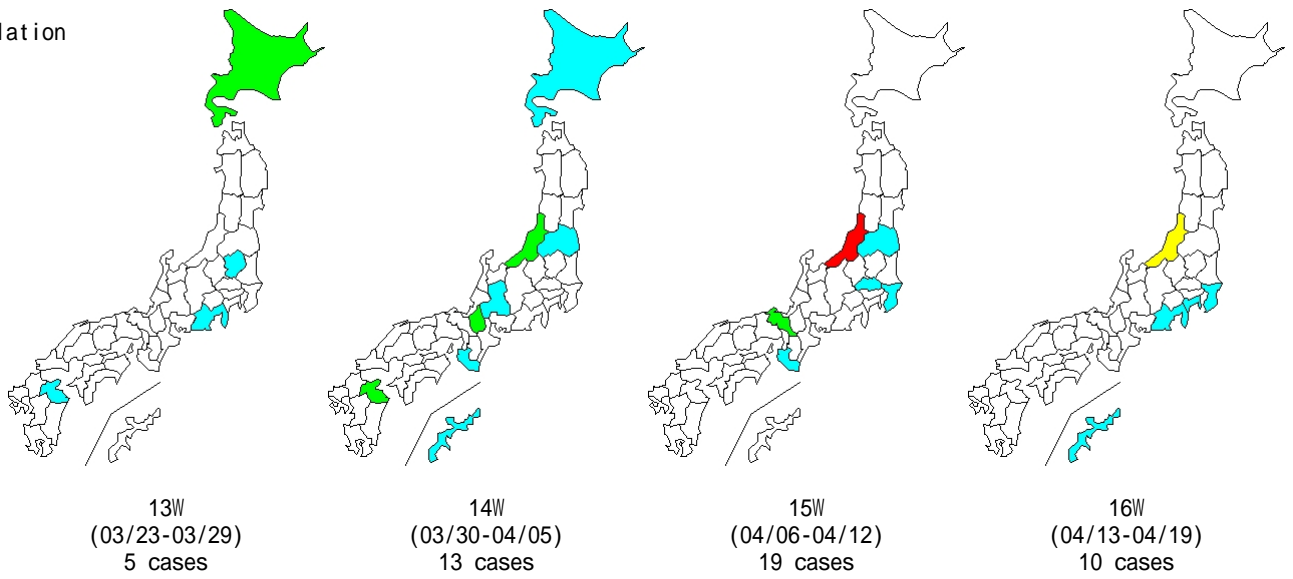 lation
13W
(03/23-03/29)
5 cases
14W
(03/30-04/05)
13 cases
15W
(04/06-04/12)
19 cases
16W
(04/13-04/19)
10 cases